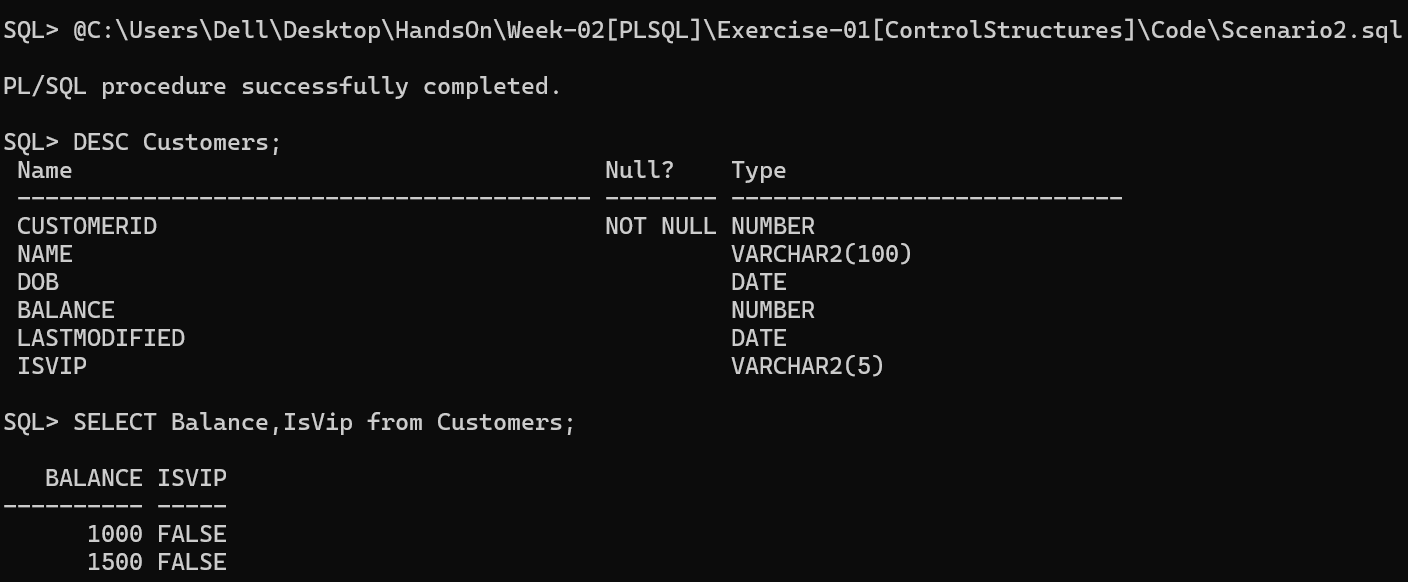 SQL> @C:\Users\Dell\Desktop\HandsOn\Week-02[PLSQL]\Exercise-01[ControlStructures]\Code\Scenario2.sql
PL/SQL procedure successfully completed.
SQL> DESC Customers;
 Name                                      Null?    Type
 ----------------------------------------- -------- ----------------------------
 CUSTOMERID                                NOT NULL NUMBER
 NAME                                               VARCHAR2(100)
 DOB                                                DATE
 BALANCE                                            NUMBER
 LASTMODIFIED                                       DATE
 ISVIP                                              VARCHAR2(5)
SQL> SELECT Balance,IsVip from Customers;
   BALANCE ISVIP
---------- -----
      1000 FALSE
      1500 FALSE